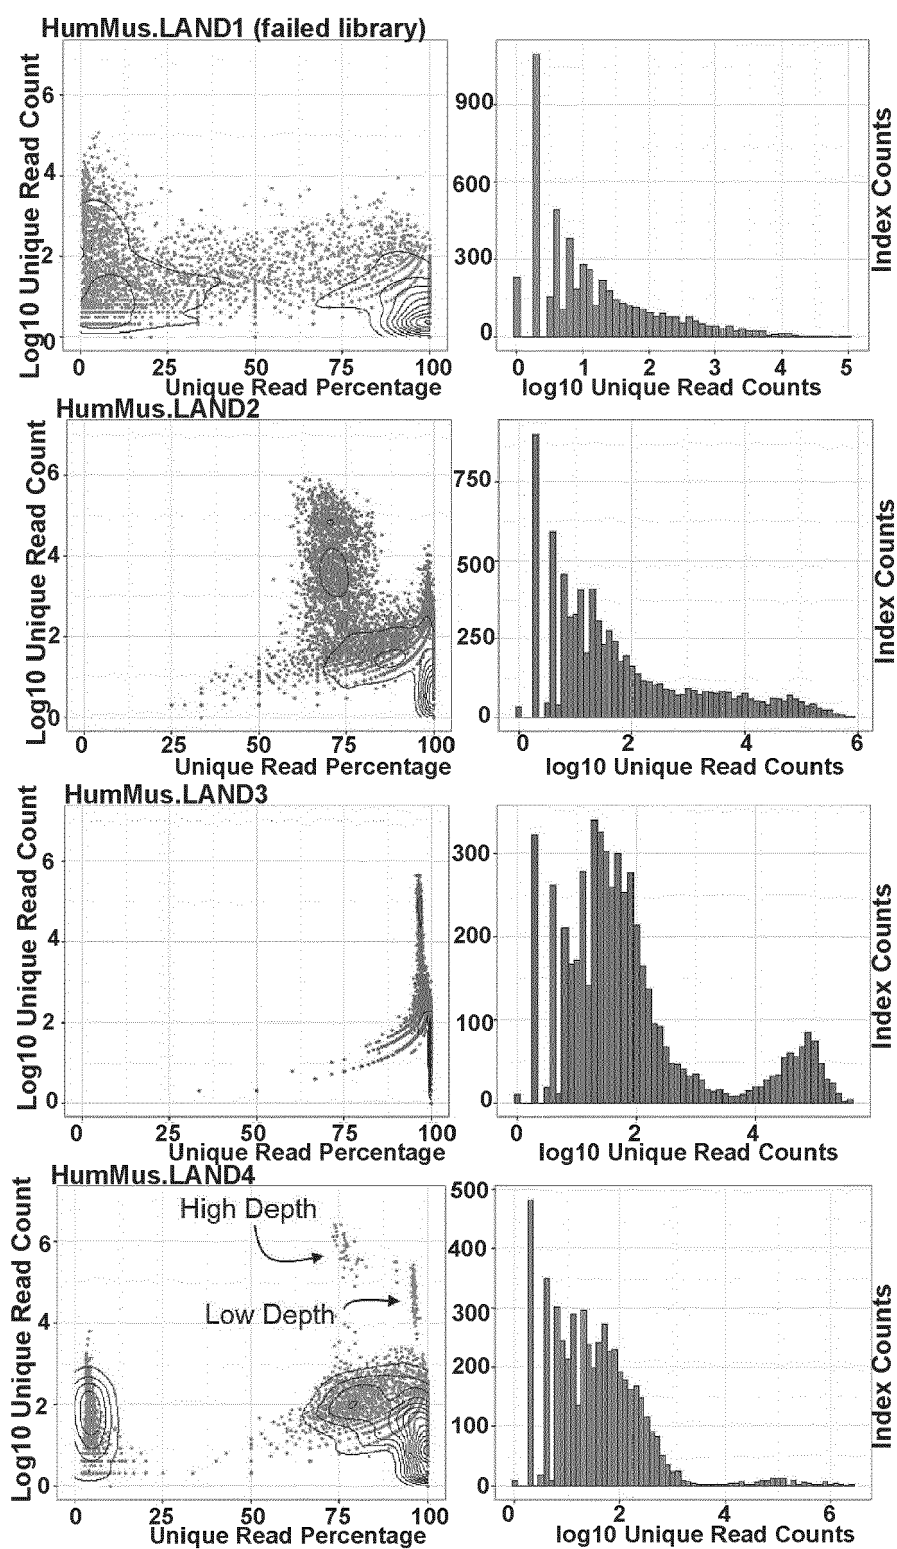 HumMus.LAND1 (failed library)
Log10 Unique Read Count
6
4
2
0
0 25 50 75 100
Unique Read Percentage
900
600
300
0
0 1 2 3 4 5
log10 Unique Read Counts
Index Counts
HumMus.LAND2
Log10 Unique Read Count
6
4
2
0
0 25 50 75 100
Unique Read Percentage
750
500
250
0
0 2 4 6
log10 Unique Read Counts
Index Counts
HumMus.LAND3
Log10 Unique Read Count
6
4
2
0
0 25 50 75 100
Unique Read Percentage
300
200
100
0
0 2 4
log10 Unique Read Counts
Index Counts
HumMus.LAND4
Log10 Unique Read Count
High Depth
Low Depth
6
4
2
0
0 25 50 75 100
Unique Read Percentage
500
400
300
200
100
0
0 2 4 6
log10 Unique Read Counts
Index Counts